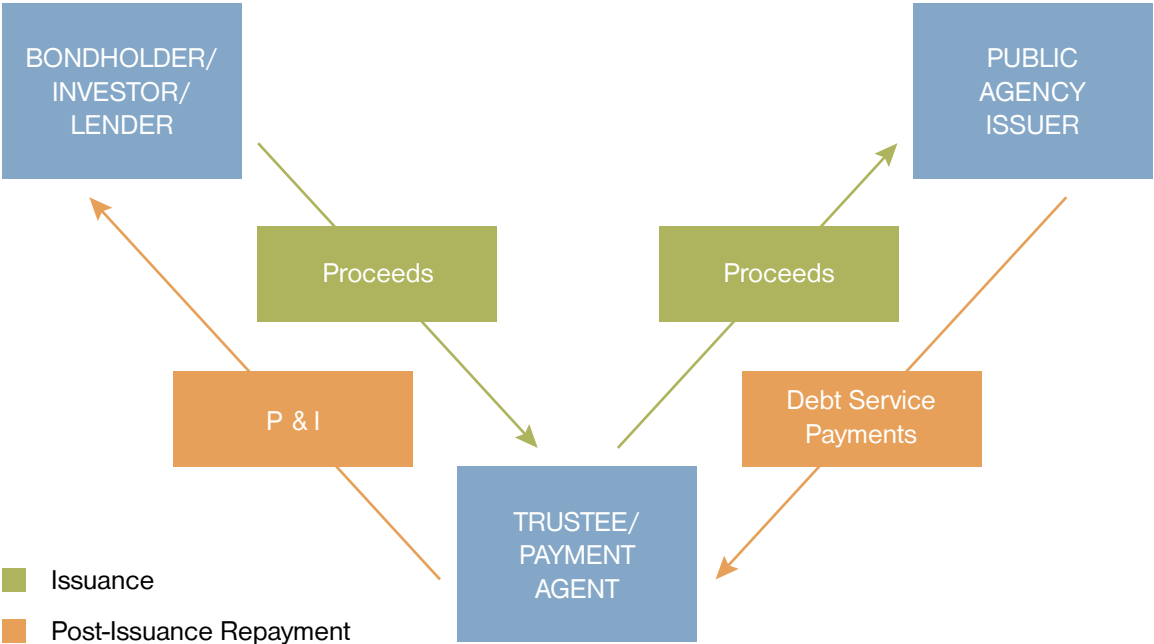 BONDHOLDER/
INVESTOR/
LENDER
PUBLIC
AGENCY
ISSUER
Proceeds
Proceeds
P & I
Debt Service
Payments
TRUSTEE/
PAYMENT
AGENT
Issuance
Post-Issuance Repayment